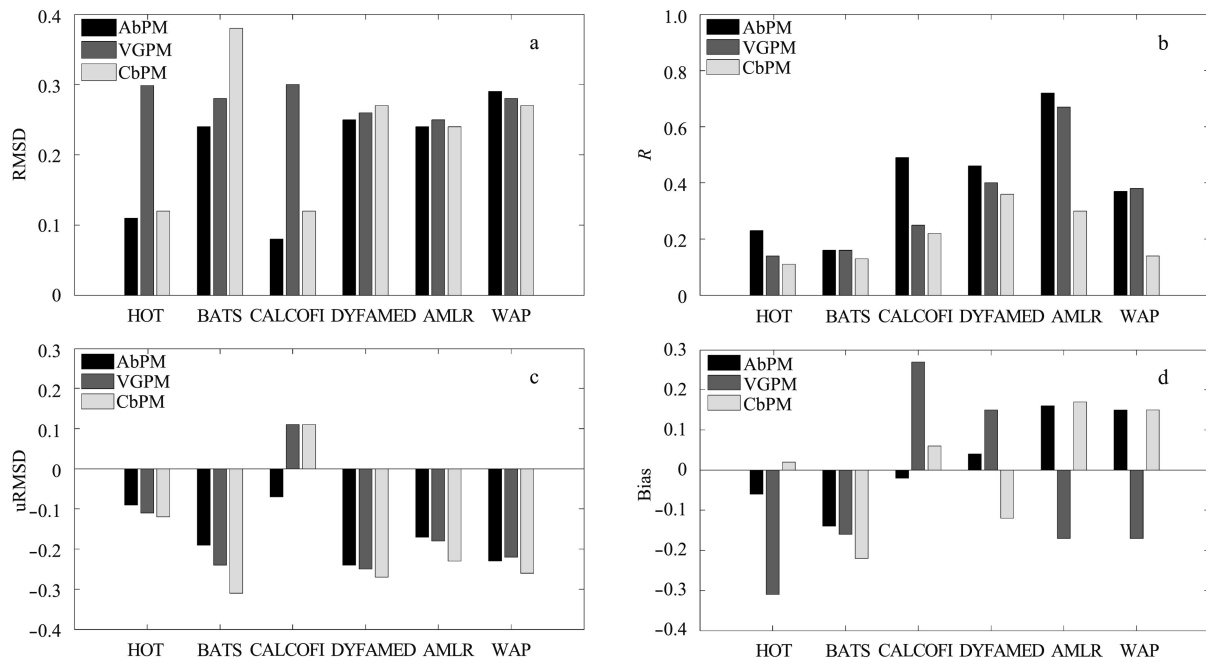 0.4
0.3
0.2
0.1
0
RMSD
AbPM
VGPM
CbPM
a
HOT BATS CALCOFI DYFAMED AMLR WAP
1.0
0.8
0.6
0.4
0.2
0
R
AbPM
VGPM
CbPM
b
HOT BATS CALCOFI DYFAMED AMLR WAP
0.3
0.2
0.1
0
−0.1
−0.2
−0.3
−0.4
uRMSD
AbPM
VGPM
CbPM
c
HOT BATS CALCOFI DYFAMED AMLR WAP
0.3
0.2
0.1
0
−0.1
−0.2
−0.3
−0.4
Bias
AbPM
VGPM
CbPM
d
HOT BATS CALCOFI DYFAMED AMLR WAP